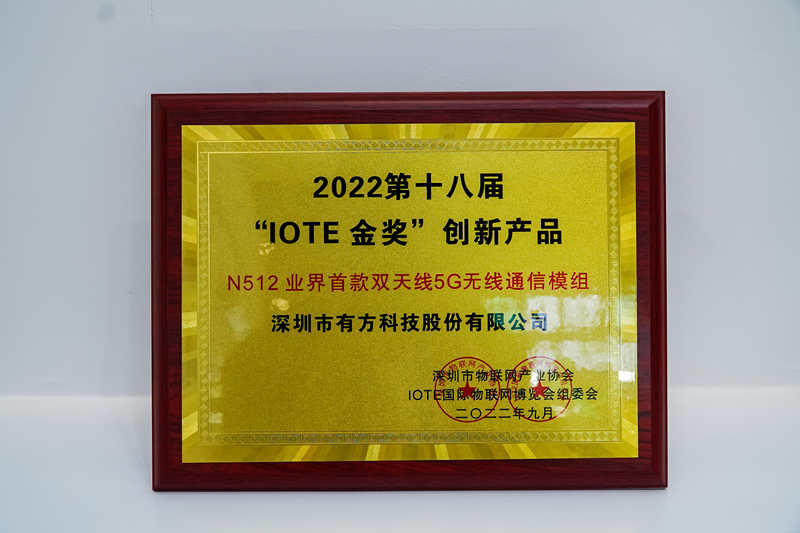 2022第十八届
“IOTE 金奖”创新产品
N512 业界首款双天线5G无线通信模组
深圳市有方科技股份有限公司
深圳市物联网产业协会
IOTE国际物联网博览会组委会
二〇二二年九月